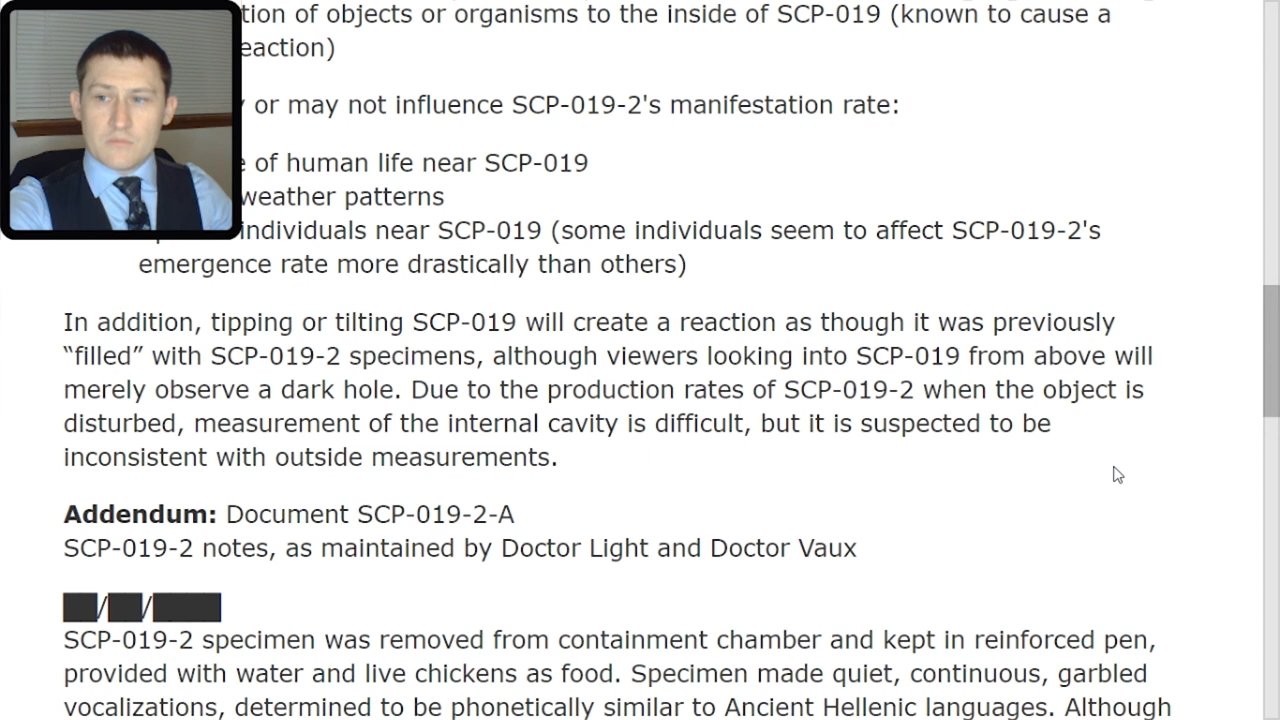 tion of objects or organisms to the inside of SCP-019 (known to cause a
eaction)
or may not influence SCP-019-2's manifestation rate:
of human life near SCP-019
weather patterns
individuals near SCP-019 (some individuals seem to affect SCP-019-2's
emergence rate more drastically than others)
In addition, tipping or tilting SCP-019 will create a reaction as though it was previously
“filled” with SCP-019-2 specimens, although viewers looking into SCP-019 from above will
merely observe a dark hole. Due to the production rates of SCP-019-2 when the object is
disturbed, measurement of the internal cavity is difficult, but it is suspected to be
inconsistent with outside measurements.
Addendum: Document SCP-019-2-A
SCP-019-2 notes, as maintained by Doctor Light and Doctor Vaux
██/██/████
SCP-019-2 specimen was removed from containment chamber and kept in reinforced pen,
provided with water and live chickens as food. Specimen made quiet, continuous, garbled
vocalizations, determined to be phonetically similar to Ancient Hellenic languages. Although